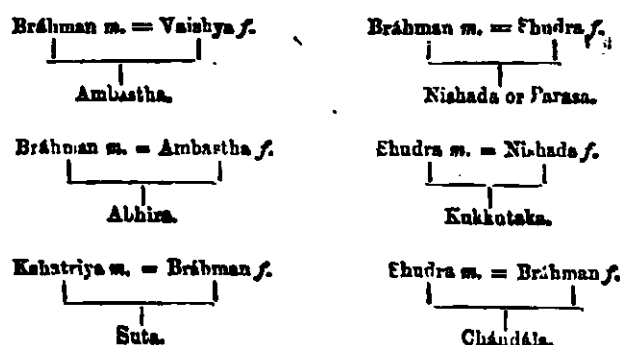 Bráhman m. = Vaishya f.
Ambastha.
Bráhman m. = Shudra f.
Nishada or Parasa.
Bráhman m. = Ambastha f.
Abhira.
Shudra m. = Nishada f.
Kukkutaka.
Kshatriya m. = Bráhman f.
Suta.
Shudra m. = Bráhman f.
Chándála.